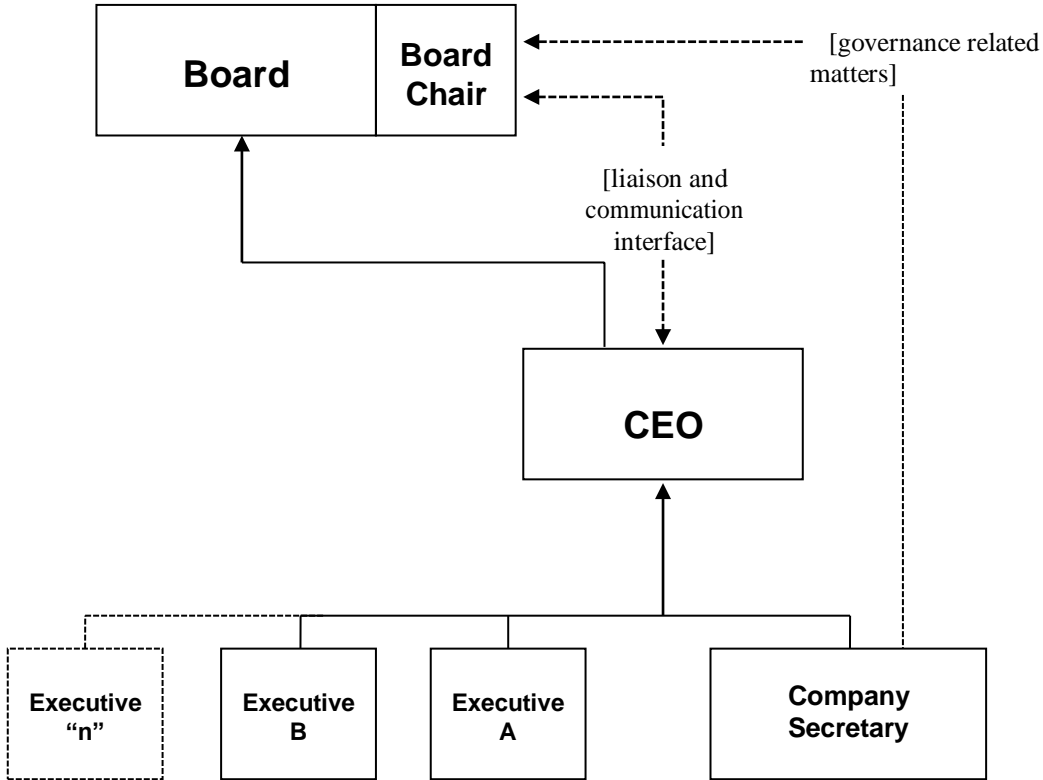 Board
Board
Chair
[governance related
matters]
[liaison and
communication
interface]
CEO
Executive
“n”
Executive
B
Executive
A
Company
Secretary